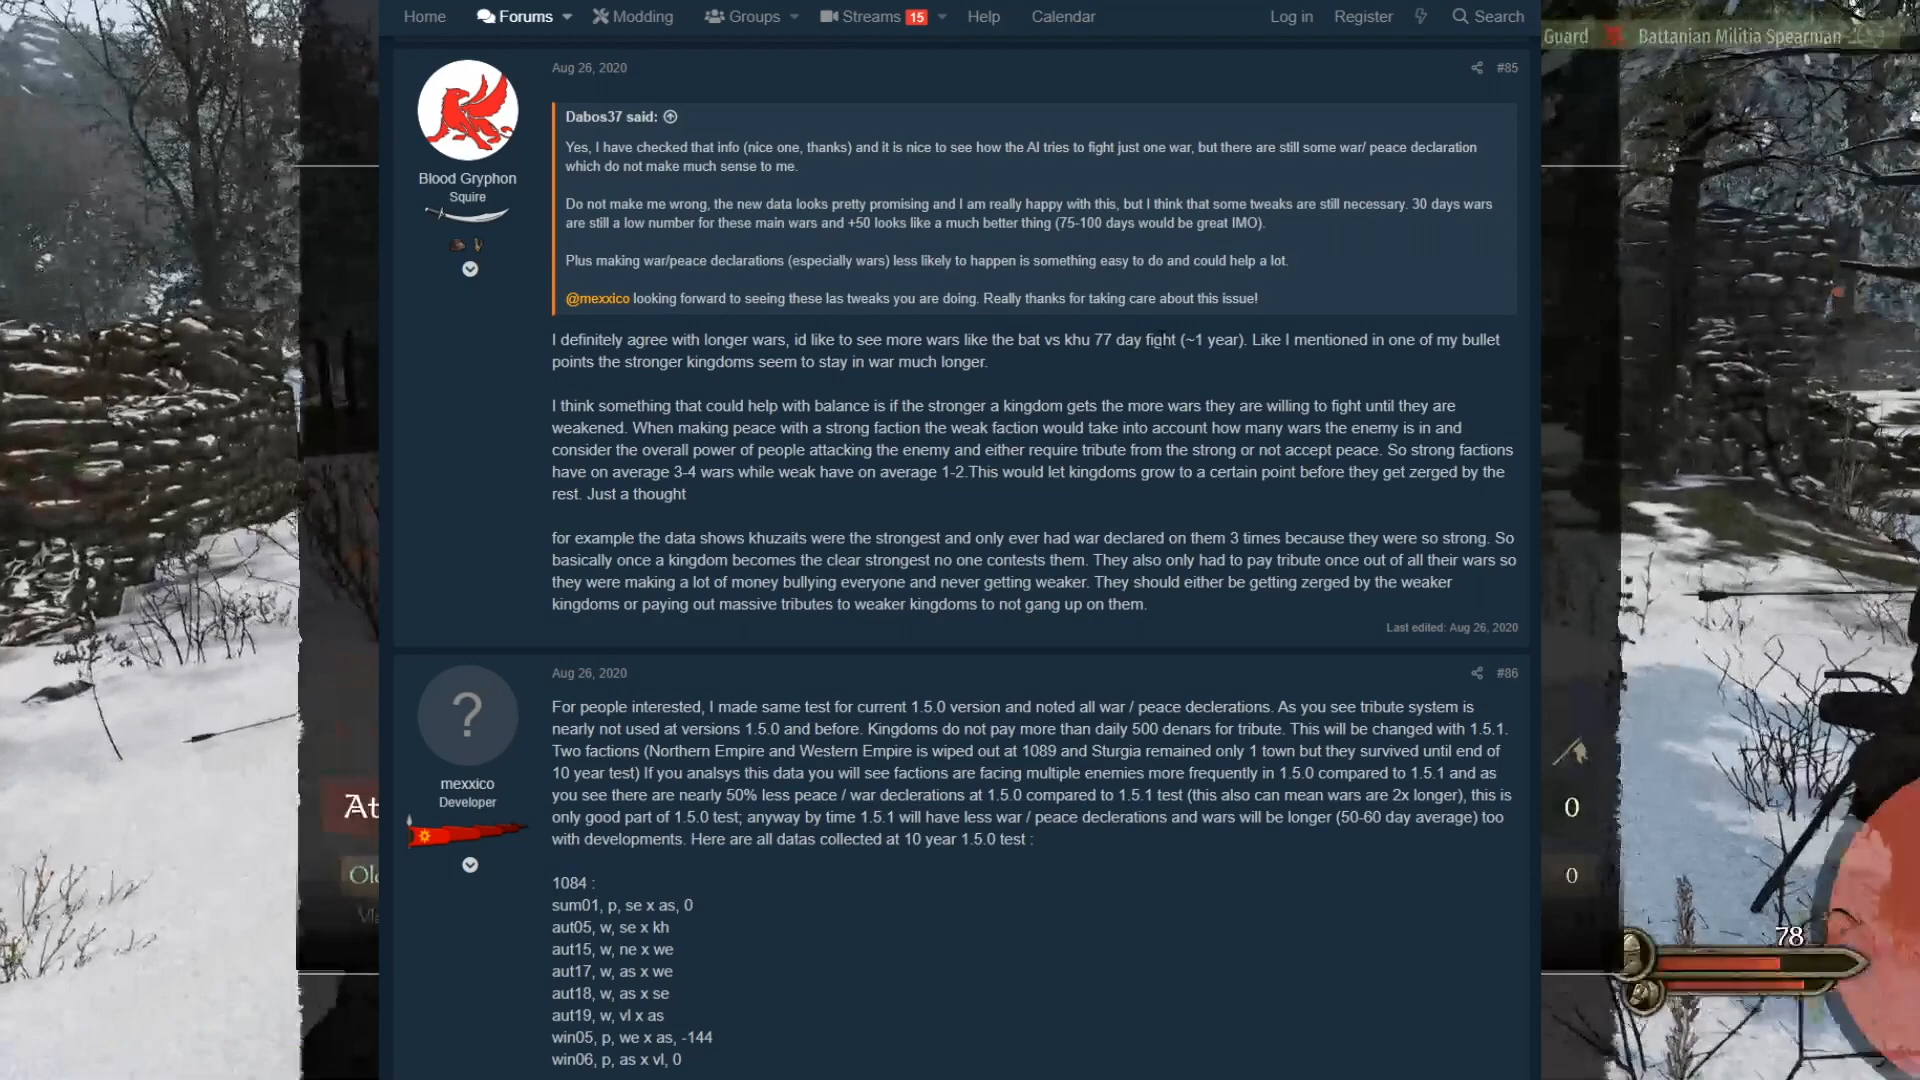 Home Forums Modding Groups Streams 15 Help Calendar Log in Register Search
Guard Battanian Militia Spearman
Aug 26, 2020 #85
Blood Gryphon
Squire
Dabos37 said:
Yes, I have checked that info (nice one, thanks) and it is nice to see how the AI tries to fight just one war, but there are still some war/ peace declaration
which do not make much sense to me.
Do not make me wrong, the new data looks pretty promising and I am really happy with this, but I think that some tweaks are still necessary. 30 days wars
are still a low number for these main wars and +50 looks like a much better thing (75-100 days would be great IMO).
Plus making war/peace declarations (especially wars) less likely to happen is something easy to do and could help a lot.
@mexxico looking forward to seeing these las tweaks you are doing. Really thanks for taking care about this issue!
I definitely agree with longer wars, id like to see more wars like the bat vs khu 77 day fight (~1 year). Like I mentioned in one of my bullet
points the stronger kingdoms seem to stay in war much longer.
I think something that could help with balance is if the stronger a kingdom gets the more wars they are willing to fight until they are
weakened. When making peace with a strong faction the weak faction would take into account how many wars the enemy is in and
consider the overall power of people attacking the enemy and either require tribute from the strong or not accept peace. So strong factions
have on average 3-4 wars while weak have on average 1-2.This would let kingdoms grow to a certain point before they get zerged by the
rest. Just a thought
for example the data shows khuzaits were the strongest and only ever had war declared on them 3 times because they were so strong. So
basically once a kingdom becomes the clear strongest no one contests them. They also only had to pay tribute once out of all their wars so
they were making a lot of money bullying everyone and never getting weaker. They should either be getting zerged by the weaker
kingdoms or paying out massive tributes to weaker kingdoms to not gang up on them.
Last edited: Aug 26, 2020
Aug 26, 2020 #86
mexxico
Developer
For people interested, I made same test for current 1.5.0 version and noted all war / peace declerations. As you see tribute system is
nearly not used at versions 1.5.0 and before. Kingdoms do not pay more than daily 500 denars for tribute. This will be changed with 1.5.1.
Two factions (Northern Empire and Western Empire is wiped out at 1089 and Sturgia remained only 1 town but they survived until end of
10 year test) If you analsys this data you will see factions are facing multiple enemies more frequently in 1.5.0 compared to 1.5.1 and as
you see there are nearly 50% less peace / war declerations at 1.5.0 compared to 1.5.1 test (this also can mean wars are 2x longer), this is
only good part of 1.5.0 test; anyway by time 1.5.1 will have less war / peace declerations and wars will be longer (50-60 day average) too
with developments. Here are all datas collected at 10 year 1.5.0 test :
1084 :
sum01, p, se x as, 0
aut05, w, se x kh
aut15, w, ne x we
aut17, w, as x we
aut18, w, as x se
aut19, w, vl x as
win05, p, we x as, -144
win06, p, as x vl, 0
At
Ol
Vla
0
0
78